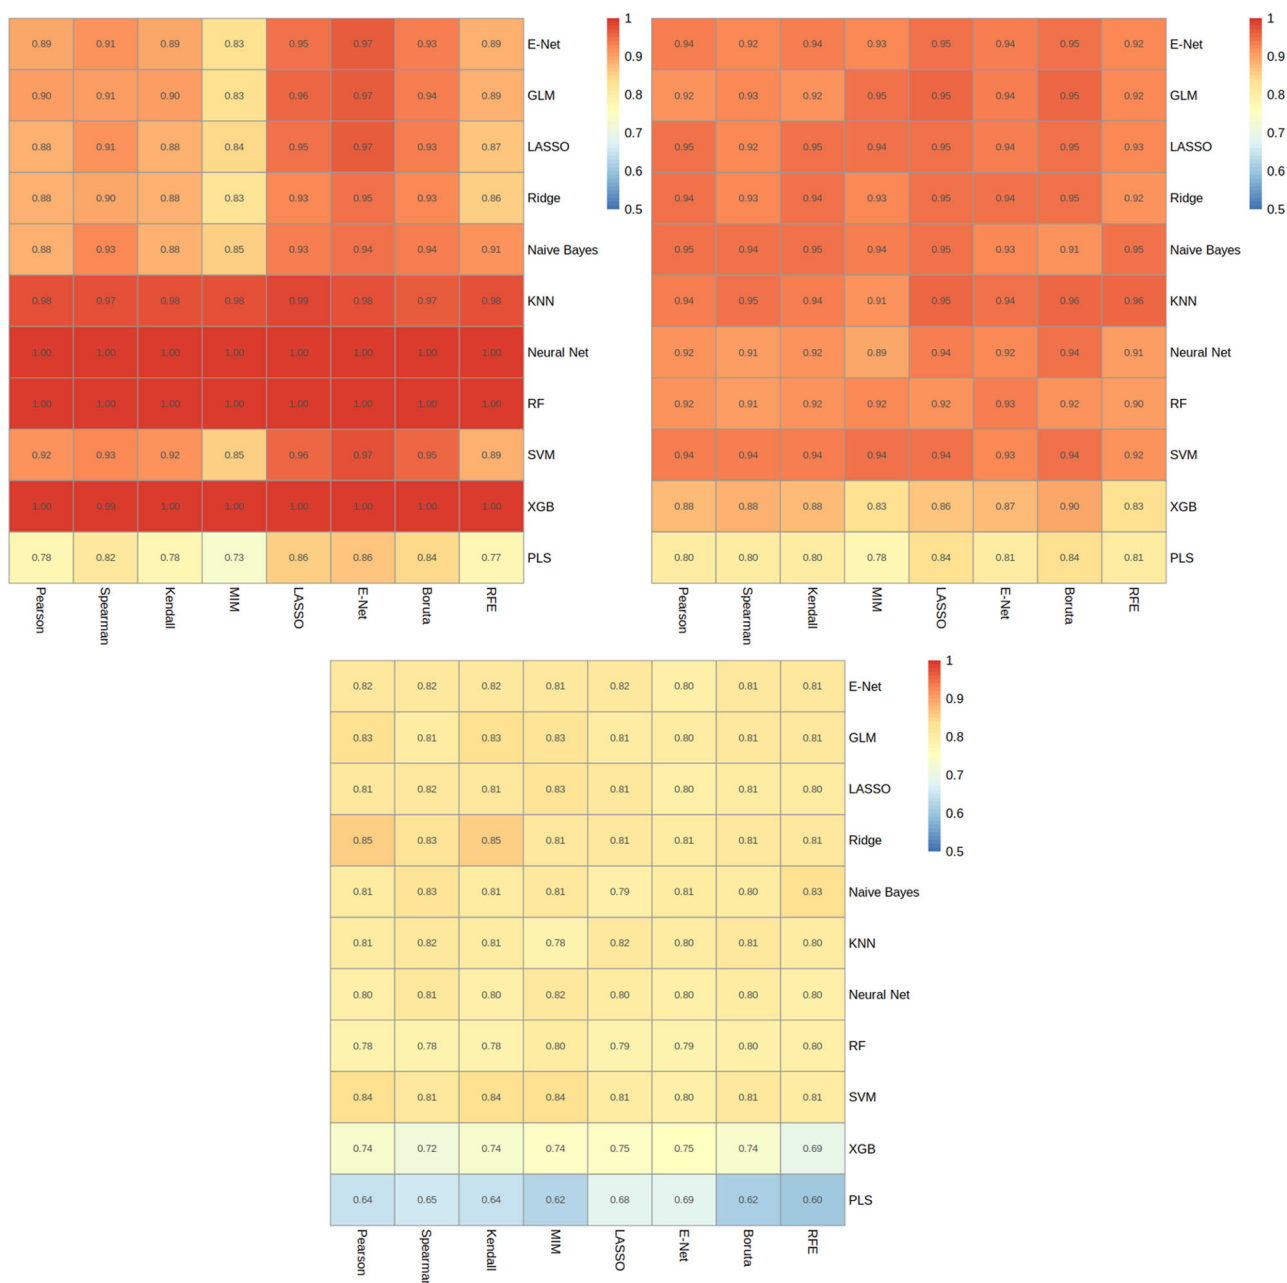 0.89 0.91 0.89 0.83 0.95 0.97 0.93 0.89 E-Net
0.90 0.91 0.90 0.83 0.96 0.97 0.94 0.89 GLM
0.88 0.91 0.88 0.84 0.95 0.97 0.93 0.87 LASSO
0.88 0.90 0.88 0.83 0.93 0.95 0.93 0.86 Ridge
0.88 0.93 0.88 0.85 0.93 0.94 0.94 0.91 Naive Bayes
0.98 0.97 0.98 0.98 0.99 0.98 0.97 0.98 KNN
1.00 1.00 1.00 1.00 1.00 1.00 1.00 1.00 Neural Net
1.00 1.00 1.00 1.00 1.00 1.00 1.00 1.00 RF
0.92 0.93 0.92 0.85 0.96 0.97 0.95 0.89 SVM
1.00 0.99 1.00 1.00 1.00 1.00 1.00 1.00 XGB
0.78 0.82 0.78 0.73 0.86 0.86 0.84 0.77 PLS
Pearson Spearman Kendall MIM LASSO E-Net Boruta RFE
1
0.9
0.8
0.7
0.6
0.5
0.94 0.92 0.94 0.93 0.95 0.94 0.95 0.92 E-Net
0.92 0.93 0.92 0.95 0.95 0.94 0.95 0.92 GLM
0.95 0.92 0.95 0.94 0.95 0.94 0.95 0.93 LASSO
0.94 0.93 0.94 0.93 0.95 0.94 0.95 0.92 Ridge
0.95 0.94 0.95 0.94 0.95 0.93 0.91 0.95 Naive Bayes
0.94 0.95 0.94 0.91 0.95 0.94 0.96 0.96 KNN
0.92 0.91 0.92 0.89 0.94 0.92 0.94 0.91 Neural Net
0.92 0.91 0.92 0.92 0.92 0.93 0.92 0.90 RF
0.94 0.94 0.94 0.94 0.94 0.93 0.94 0.92 SVM
0.88 0.88 0.88 0.83 0.86 0.87 0.90 0.83 XGB
0.80 0.80 0.80 0.78 0.84 0.81 0.84 0.81 PLS
Pearson Spearman Kendall MIM LASSO E-Net Boruta RFE
1
0.9
0.8
0.7
0.6
0.5
0.82 0.82 0.82 0.81 0.82 0.80 0.81 0.81 E-Net
0.83 0.81 0.83 0.83 0.81 0.80 0.81 0.81 GLM
0.81 0.82 0.81 0.83 0.81 0.80 0.81 0.80 LASSO
0.85 0.83 0.85 0.81 0.81 0.81 0.81 0.81 Ridge
0.81 0.83 0.81 0.81 0.79 0.81 0.80 0.83 Naive Bayes
0.81 0.82 0.81 0.78 0.82 0.80 0.81 0.80 KNN
0.80 0.81 0.80 0.82 0.80 0.80 0.80 0.80 Neural Net
0.78 0.78 0.78 0.80 0.79 0.79 0.80 0.80 RF
0.84 0.81 0.84 0.84 0.81 0.80 0.81 0.81 SVM
0.74 0.72 0.74 0.74 0.75 0.75 0.74 0.69 XGB
0.64 0.65 0.64 0.62 0.68 0.69 0.62 0.60 PLS
Pearson Spearman Kendall MIM LASSO E-Net Boruta RFE
1
0.9
0.8
0.7
0.6
0.5